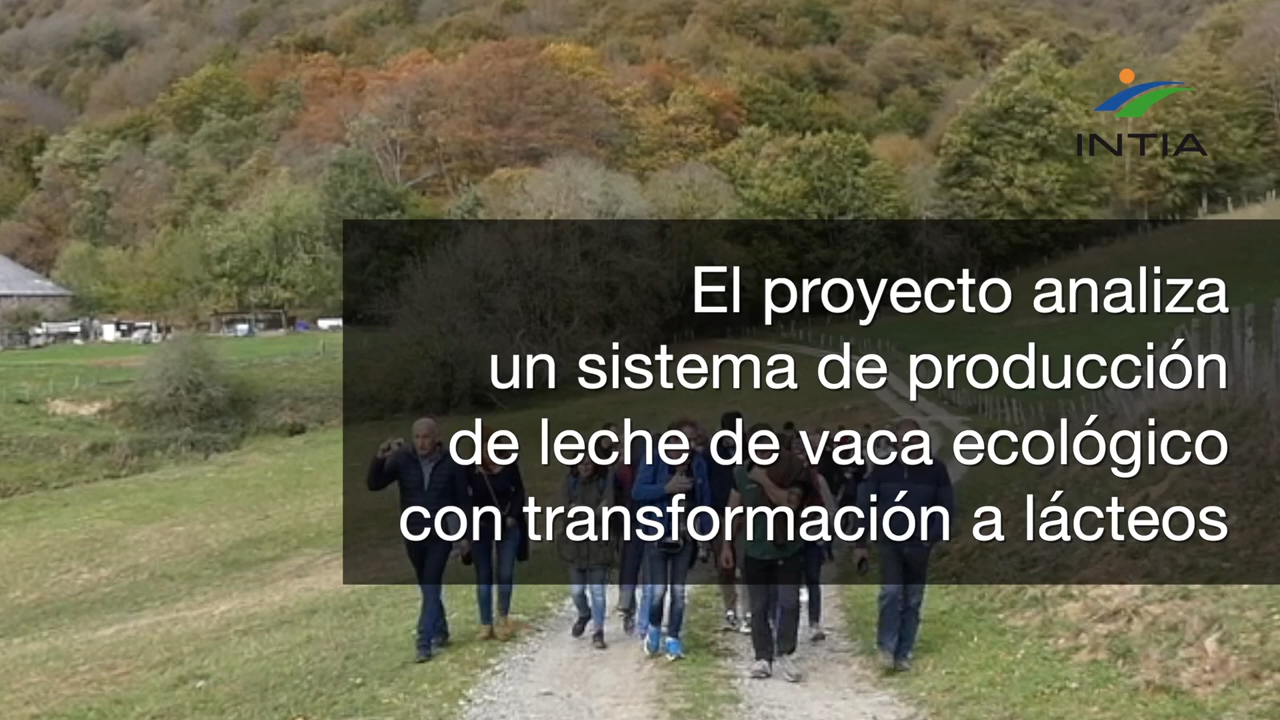 INTIA
El proyecto analiza
un sistema de producción
de leche de vaca ecológico
con transformación a lácteos